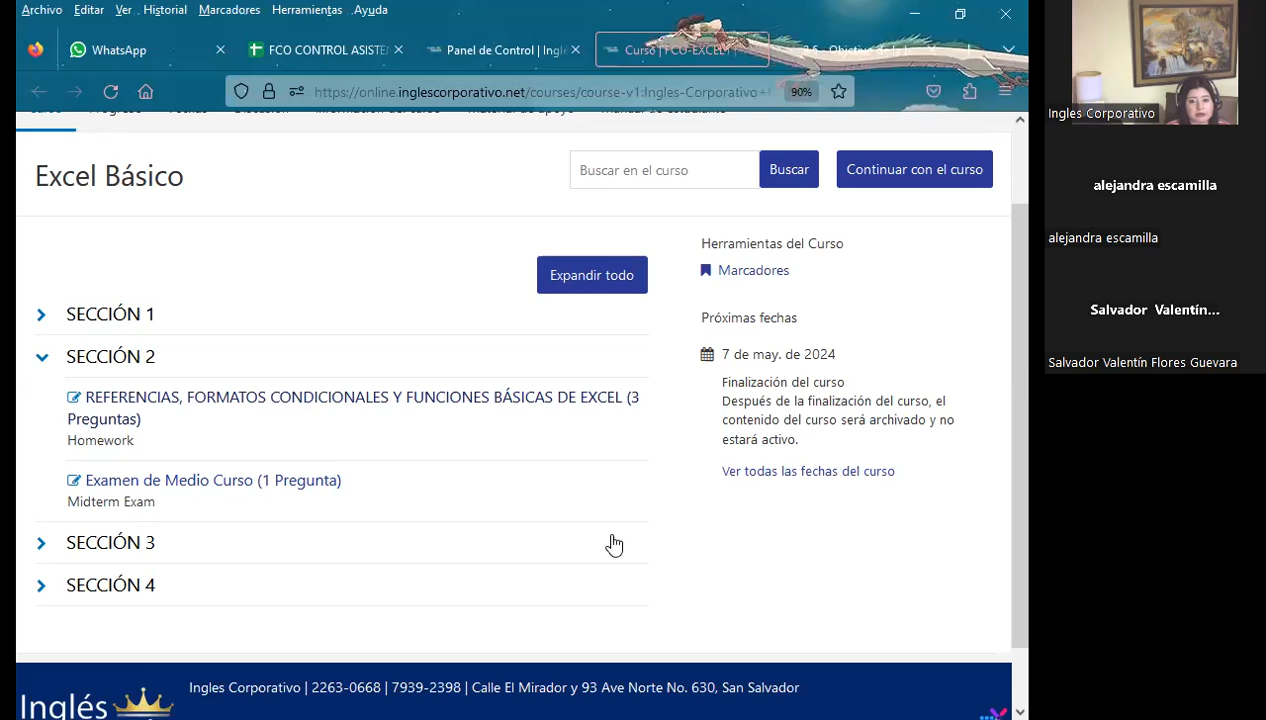 Archivo Editar Ver Historial Marcadores Herramientas Ayuda
WhatsApp
FCO CONTROL ASISTE
Panel de Control | Ingl
Curso | FCO-EXCEL1 |
https://online.inglescorporativo.net/courses/course-v1:Ingles-Corporativo+
90%
Excel Básico
Buscar en el curso
Buscar
Continuar con el curso
Expandir todo
SECCIÓN 1
SECCIÓN 2
REFERENCIAS, FORMATOS CONDICIONALES Y FUNCIONES BÁSICAS DE EXCEL (3
Preguntas)
Homework
Examen de Medio Curso (1 Pregunta)
Midterm Exam
SECCIÓN 3
SECCIÓN 4
Herramientas del Curso
Marcadores
Próximas fechas
7 de may. de 2024
Finalización del curso
Después de la finalización del curso, el
contenido del curso será archivado y no
estará activo.
Ver todas las fechas del curso
Inglés
Ingles Corporativo | 2263-0668 | 7939-2398 | Calle El Mirador y 93 Ave Norte No. 630, San Salvador
Ingles Corporativo
alejandra escamilla
alejandra escamilla
Salvador Valentín...
Salvador Valentín Flores Guevara